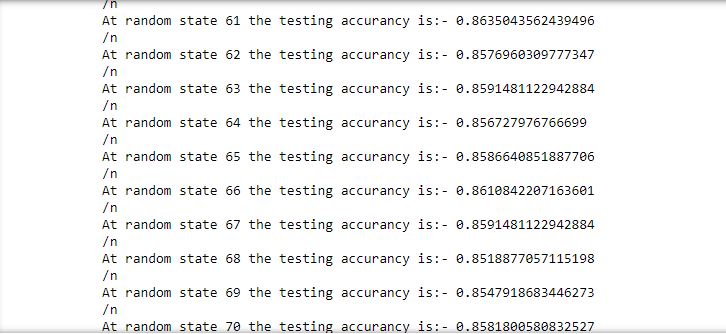 /n
At random state 61 the testing accurancy is:- 0.8635043562439496
/n
At random state 62 the testing accurancy is:- 0.8576960309777347
/n
At random state 63 the testing accurancy is:- 0.8591481122942884
/n
At random state 64 the testing accurancy is:- 0.856727976766699
/n
At random state 65 the testing accurancy is:- 0.8586640851887706
/n
At random state 66 the testing accurancy is:- 0.8610842207163601
/n
At random state 67 the testing accurancy is:- 0.8591481122942884
/n
At random state 68 the testing accurancy is:- 0.8518877057115198
/n
At random state 69 the testing accurancy is:- 0.8547918683446273
/n
At random state 70 the testing accurancy is:- 0.8581800580832527